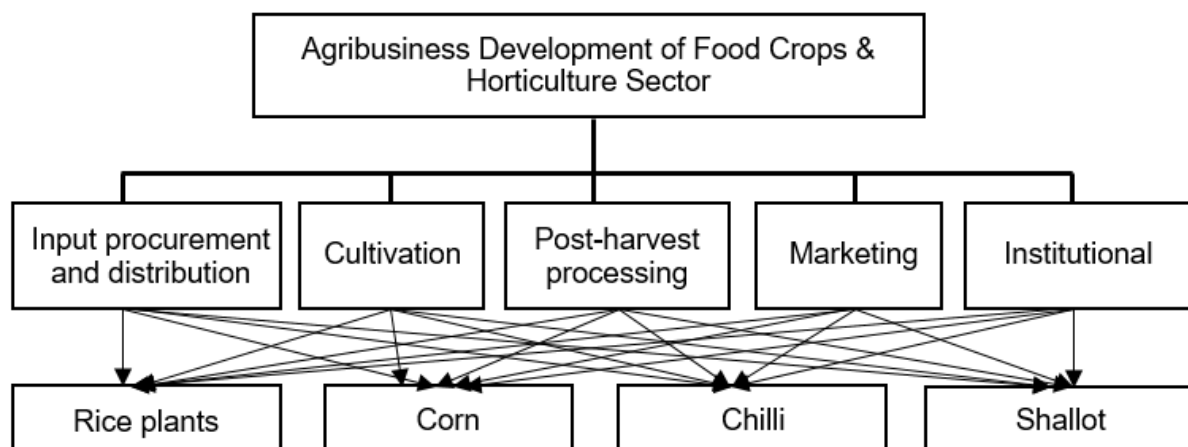 Agribusiness Development of Food Crops &
Horticulture Sector
Input procurement
and distribution
Cultivation
Post-harvest
processing
Marketing
Institutional
Rice plants
Corn
Chilli
Shallot